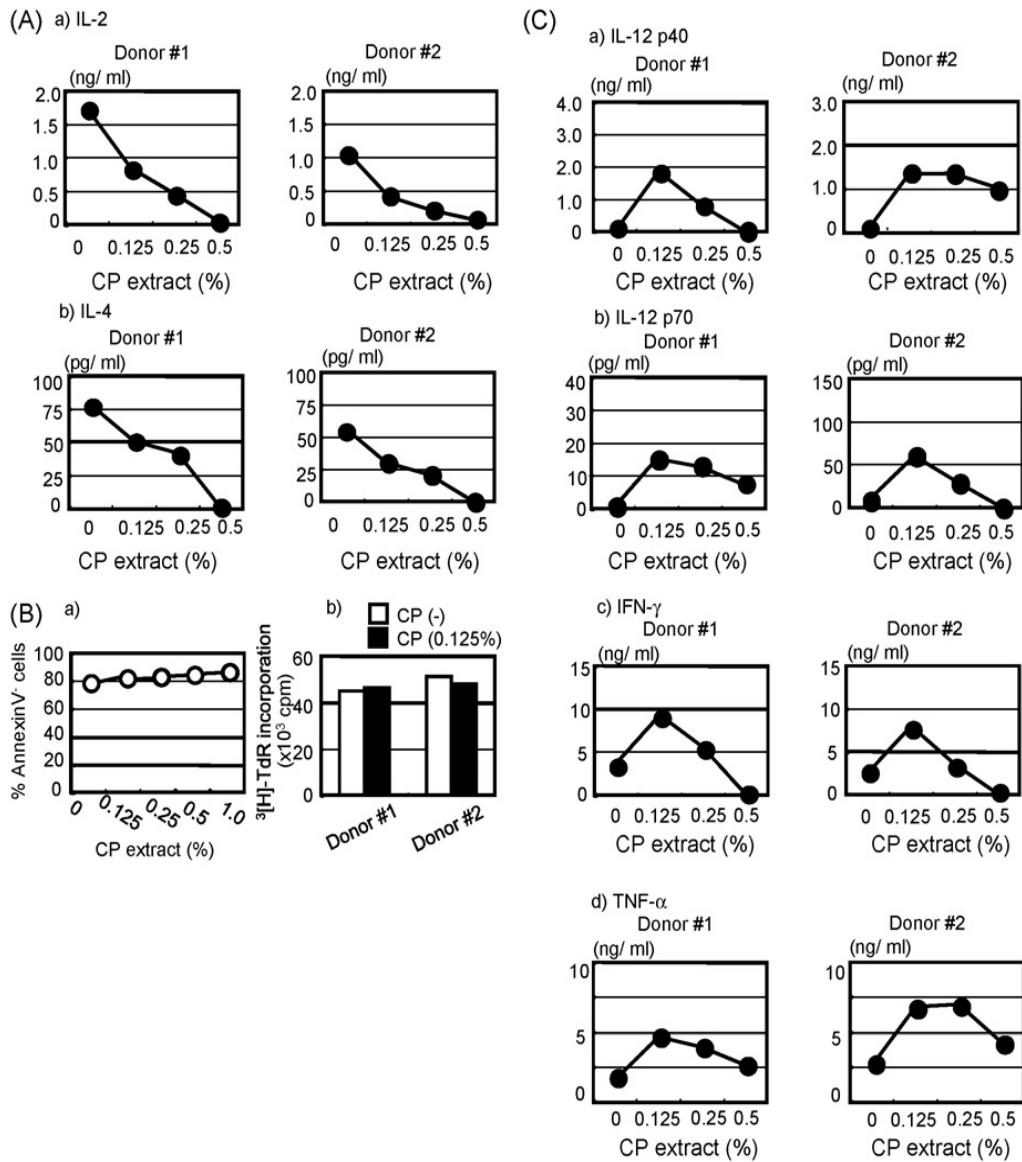 (A) a) IL-2
Donor #1
(ng/ ml)
2.0
1.5
1.0
0.5
0
0 0.125 0.25 0.5
CP extract (%)
Donor #2
(ng/ ml)
2.0
1.5
1.0
0.5
0
0 0.125 0.25 0.5
CP extract (%)
b) IL-4
Donor #1
(pg/ ml)
100
75
50
25
0
0 0.125 0.25 0.5
CP extract (%)
Donor #2
(pg/ ml)
100
75
50
25
0
0 0.125 0.25 0.5
CP extract (%)
(B) a)
% AnnexinV- cells
100
80
60
40
20
0
0 0.125 0.25 0.5 1.0
CP extract (%)
b)
CP (-)
CP (0.125%)
³[H]-TdR incorporation
(x10³ cpm)
60
40
20
0
Donor #1 Donor #2
(C)
a) IL-12 p40
Donor #1
(ng/ ml)
4.0
3.0
2.0
1.0
0
0 0.125 0.25 0.5
CP extract (%)
Donor #2
(ng/ ml)
3.0
2.0
1.0
0
0 0.125 0.25 0.5
CP extract (%)
b) IL-12 p70
Donor #1
(pg/ ml)
40
30
20
10
0
0 0.125 0.25 0.5
CP extract (%)
Donor #2
(pg/ ml)
150
100
50
0
0 0.125 0.25 0.5
CP extract (%)
c) IFN-γ
Donor #1
(ng/ ml)
15
10
5
0
0 0.125 0.25 0.5
CP extract (%)
Donor #2
(ng/ ml)
15
10
5
0
0 0.125 0.25 0.5
CP extract (%)
d) TNF-α
Donor #1
(ng/ ml)
10
5
0
0 0.125 0.25 0.5
CP extract (%)
Donor #2
(ng/ ml)
10
5
0
0 0.125 0.25 0.5
CP extract (%)